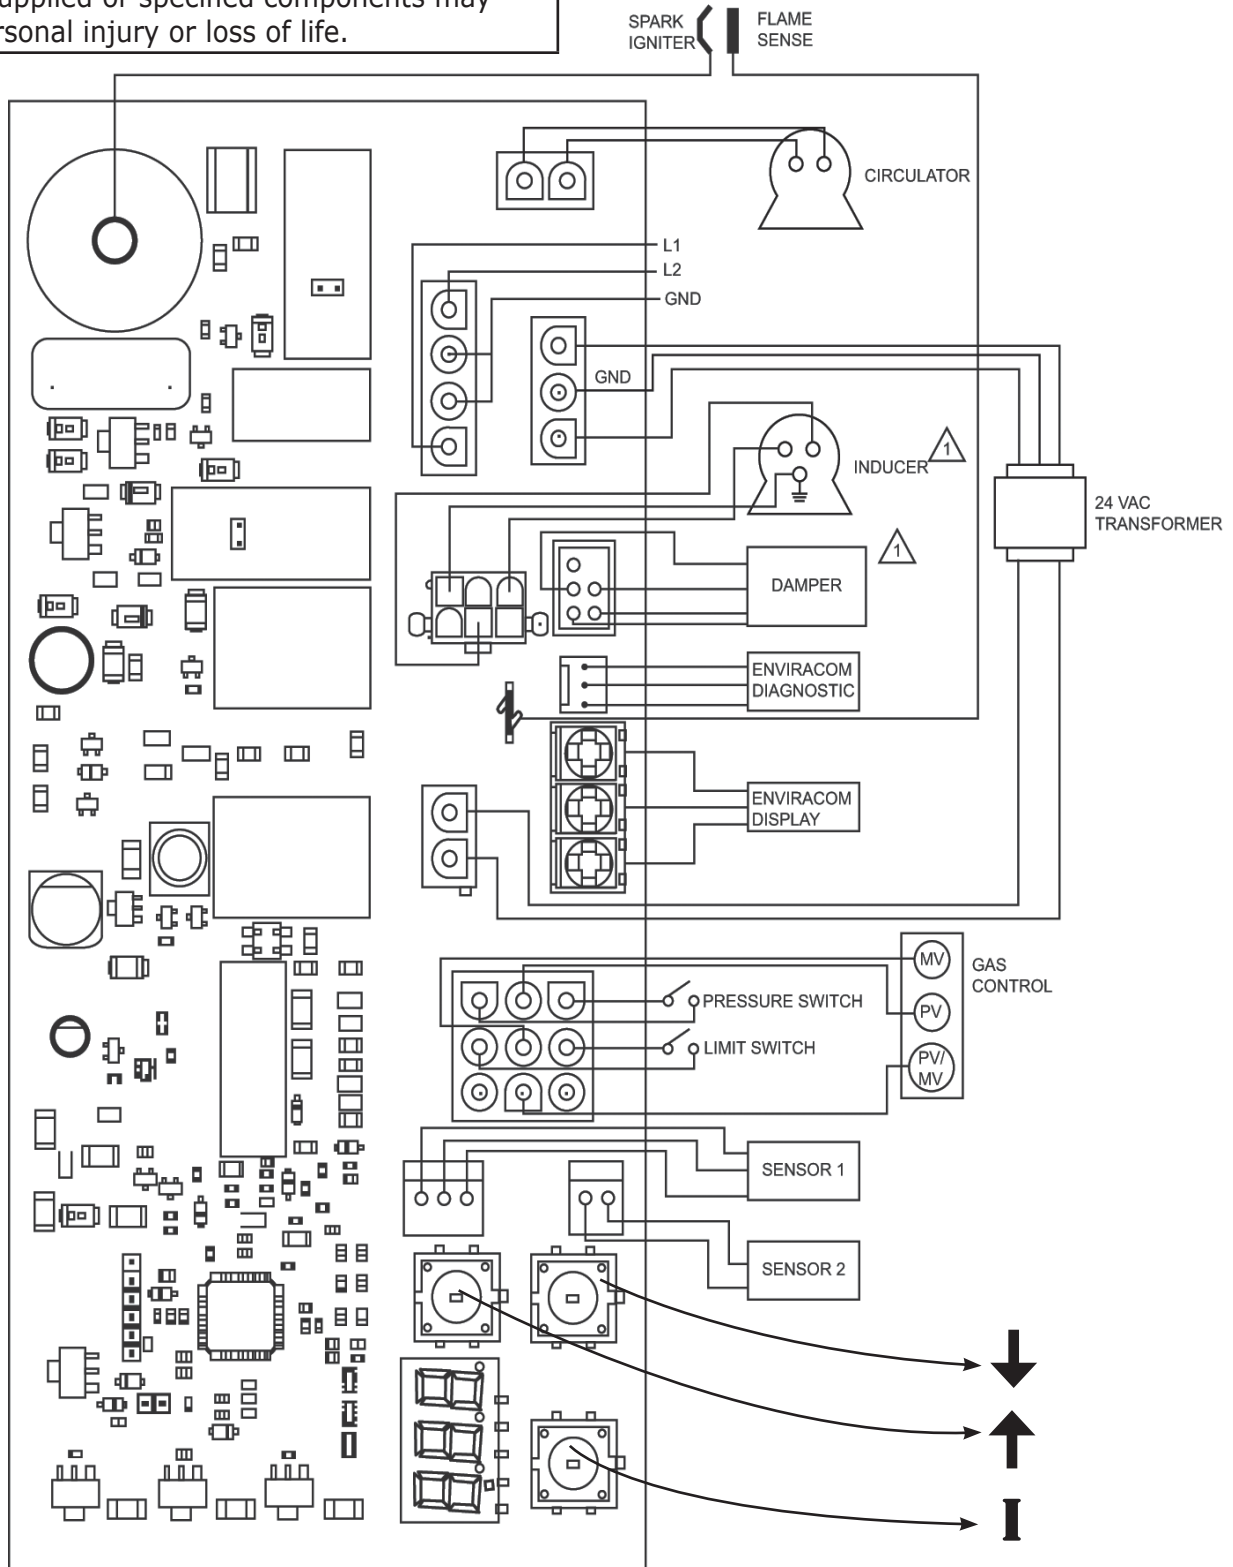 supplied or specified components may
rsonal injury or loss of life.
SPARK
IGNITER
FLAME
SENSE
CIRCULATOR
L1
L2
GND
GND
INDUCER
1
24 VAC
TRANSFORMER
1
DAMPER
ENVIRACOM
DIAGNOSTIC
ENVIRACOM
DISPLAY
MV
GAS
CONTROL
PRESSURE SWITCH
PV
LIMIT SWITCH
PV/
MV
SENSOR 1
SENSOR 2
I